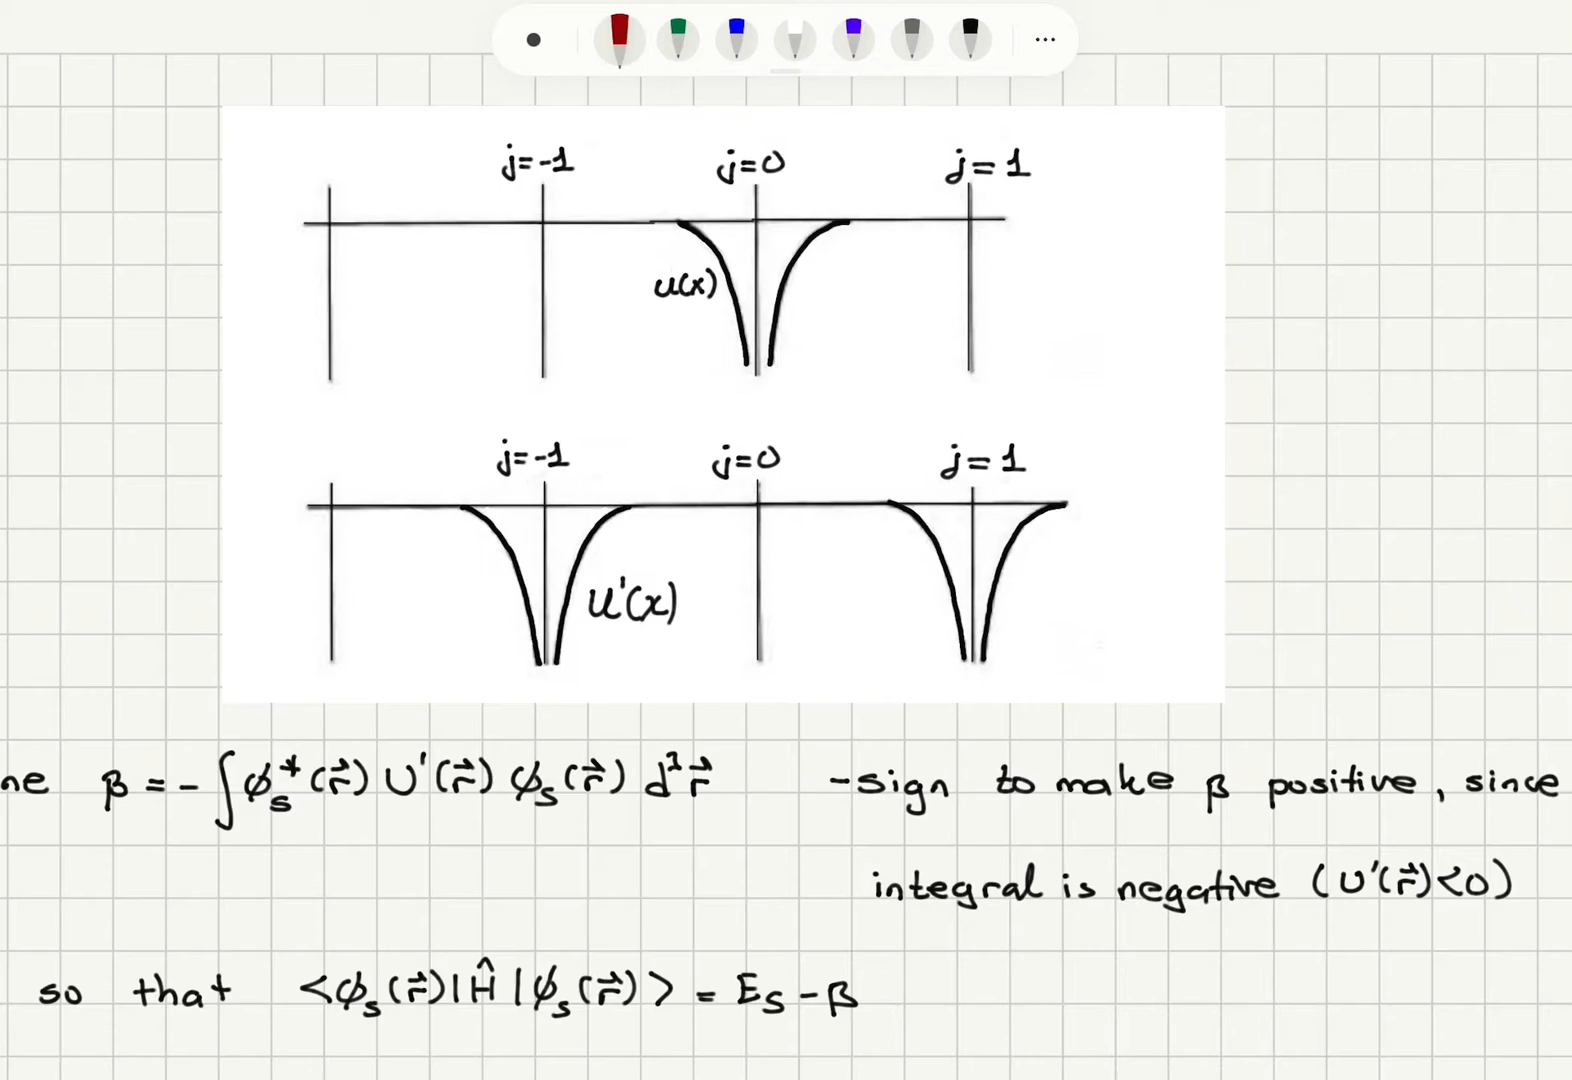 j=-1 j=0 j=1
u(x)
j=-1 j=0 j=1
u'(x)
ne β = - ∫ϕₛ*(r⃗) U'(r⃗) ϕₛ(r⃗) d³r⃗ -sign to make β positive, since
integral is negative (U'(r⃗)<0)
so that <ϕₛ(r⃗)|Ĥ|ϕₛ(r⃗)> = Eₛ - β